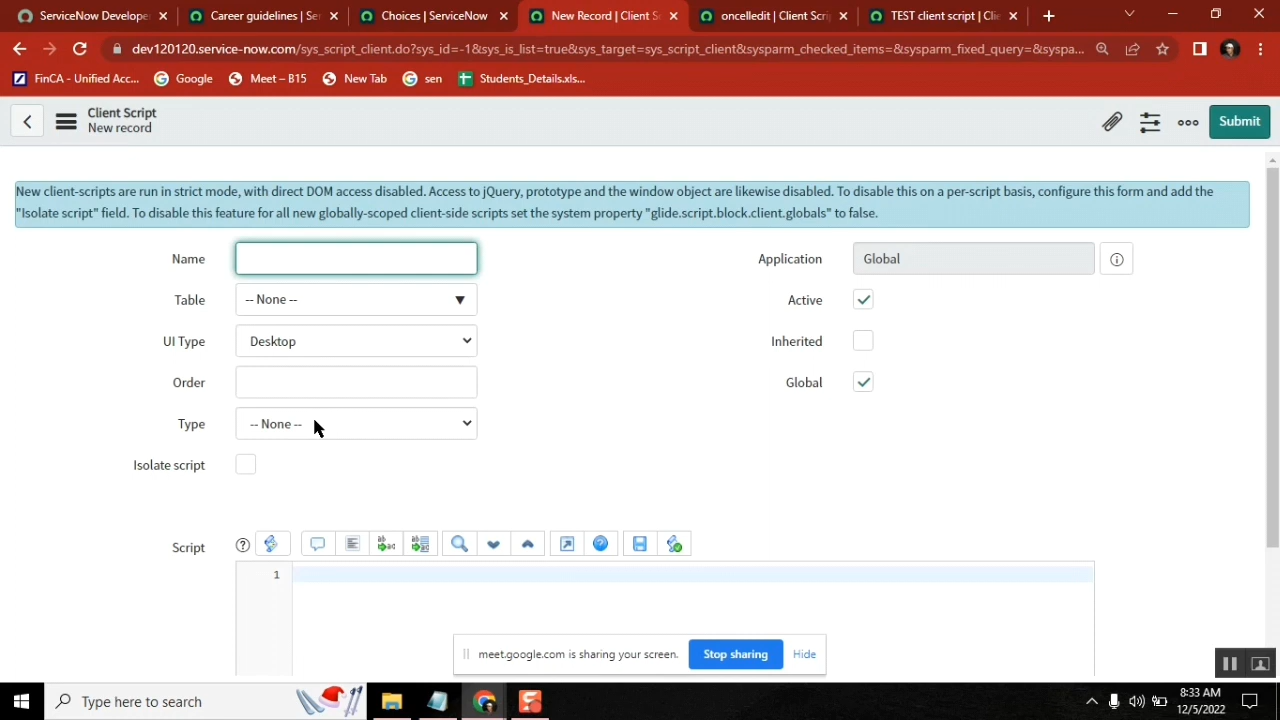 ServiceNow Develope
Career guidelines | Se
Choices | ServiceNow
New Record | Client S
oncelledit | Client Scri
TEST client script | Clie
dev120120.service-now.com/sys_script_client.do?sys_id=-1&sys_is_list=true&sys_target=sys_script_client&sysparm_checked_items=&sysparm_fixed_query=&syspa...
FinCA - Unified Acc...
Google
Meet – B15
New Tab
sen
Students_Details.xls...
Client Script
New record
Submit
New client-scripts are run in strict mode, with direct DOM access disabled. Access to jQuery, prototype and the window object are likewise disabled. To disable this on a per-script basis, configure this form and add the
"Isolate script" field. To disable this feature for all new globally-scoped client-side scripts set the system property "glide.script.block.client.globals" to false.
Name
Application
Global
Table
-- None --
Active
UI Type
Desktop
Inherited
Order
Global
Type
-- None --
Isolate script
Script
1
meet.google.com is sharing your screen.
Stop sharing
Hide
Type here to search
8:33 AM
12/5/2022